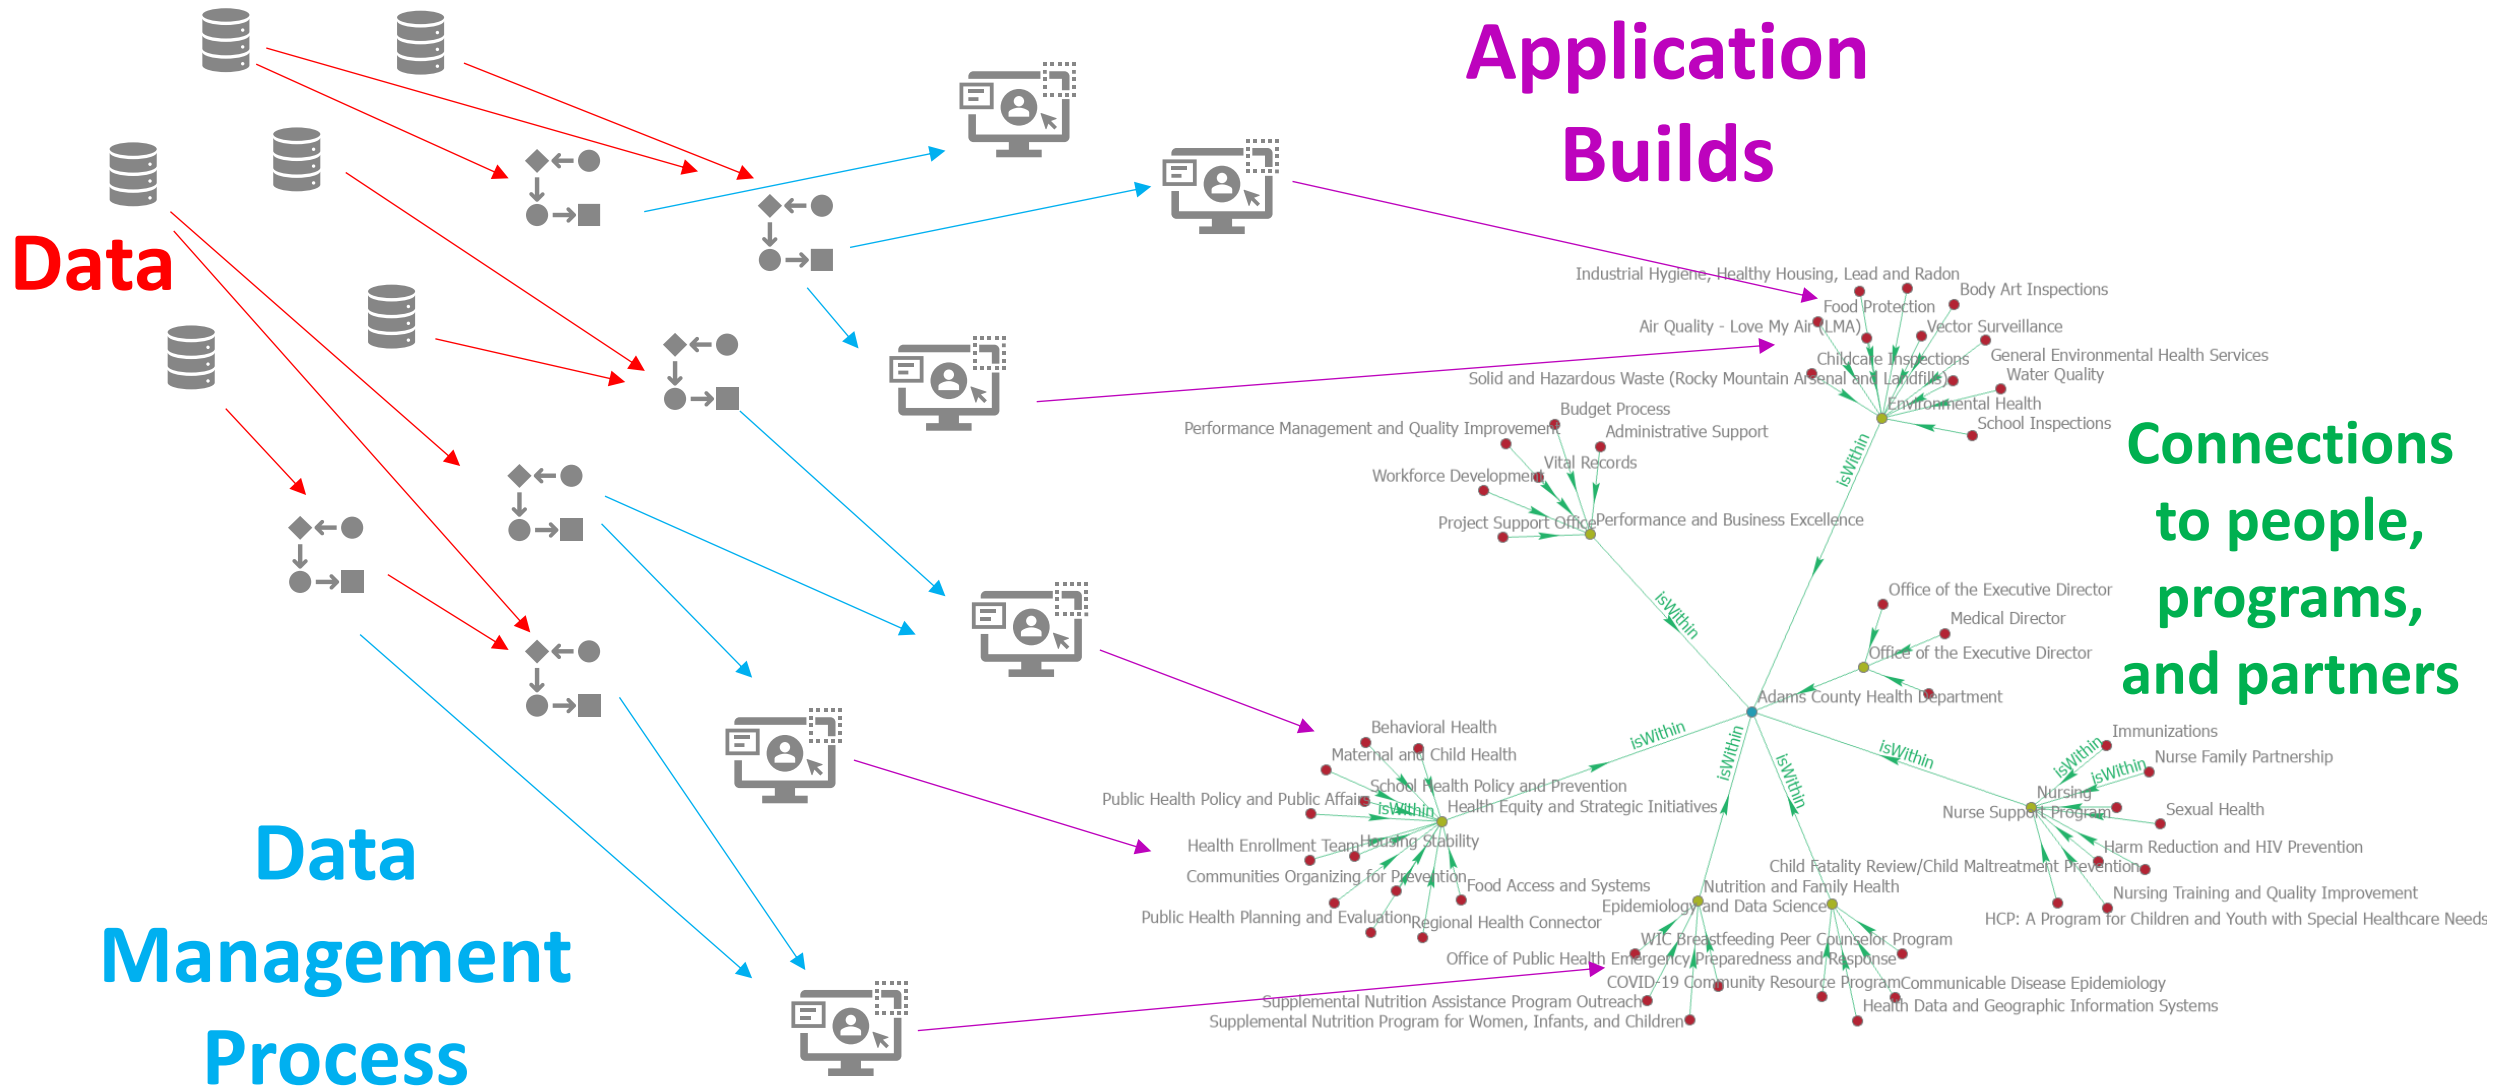 Application
Builds
Data
Industrial Hygiene, Healthy Housing, Lead and Radon
Body Art Inspections
Food Protection
Air Quality - Love My Air (LMA)
Vector Surveillance
Childcare Inspections
General Environmental Health Services
Solid and Hazardous Waste (Rocky Mountain Arsenal and Landfills)
Water Quality
Environmental Health
School Inspections
isWithin
Budget Process
Performance Management and Quality Improvement
Administrative Support
Vital Records
Workforce Development
Project Support Office
Performance and Business Excellence
isWithin
Connections
to people,
programs,
and partners
Office of the Executive Director
Medical Director
Office of the Executive Director
Adams County Health Department
isWithin
isWithin
isWithin
isWithin
Immunizations
isWithin
Nurse Family Partnership
isWithin
Nursing
Nurse Support Program
Sexual Health
Harm Reduction and HIV Prevention
Child Fatality Review/Child Maltreatment Prevention
Nursing Training and Quality Improvement
HCP: A Program for Children and Youth with Special Healthcare Needs
Behavioral Health
Maternal and Child Health
School Health Policy and Prevention
Public Health Policy and Public Affairs
isWithin
Health Equity and Strategic Initiatives
Health Enrollment Team
Housing Stability
Communities Organizing for Prevention
Food Access and Systems
Public Health Planning and Evaluation
Regional Health Connector
Nutrition and Family Health
Epidemiology and Data Science
WIC Breastfeeding Peer Counselor Program
Office of Public Health Emergency Preparedness and Response
COVID-19 Community Resource Program
Communicable Disease Epidemiology
Supplemental Nutrition Assistance Program Outreach
Health Data and Geographic Information Systems
Supplemental Nutrition Program for Women, Infants, and Children
Data
Management
Process